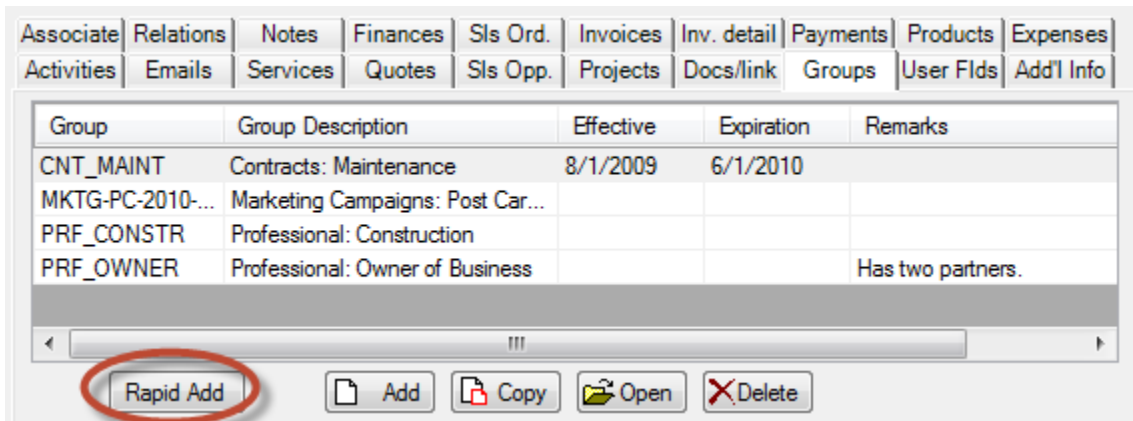 Associate Relations Notes Finances Sls Ord. Invoices Inv. detail Payments Products Expenses
Activities Emails Services Quotes Sls Opp. Projects Docs/link Groups User Flds Add'l Info
Group Group Description Effective Expiration Remarks
CNT_MAINT Contracts: Maintenance 8/1/2009 6/1/2010
MKTG-PC-2010-... Marketing Campaigns: Post Car...
PRF_CONSTR Professional: Construction
PRF_OWNER Professional: Owner of Business Has two partners.
Rapid Add Add Copy Open Delete